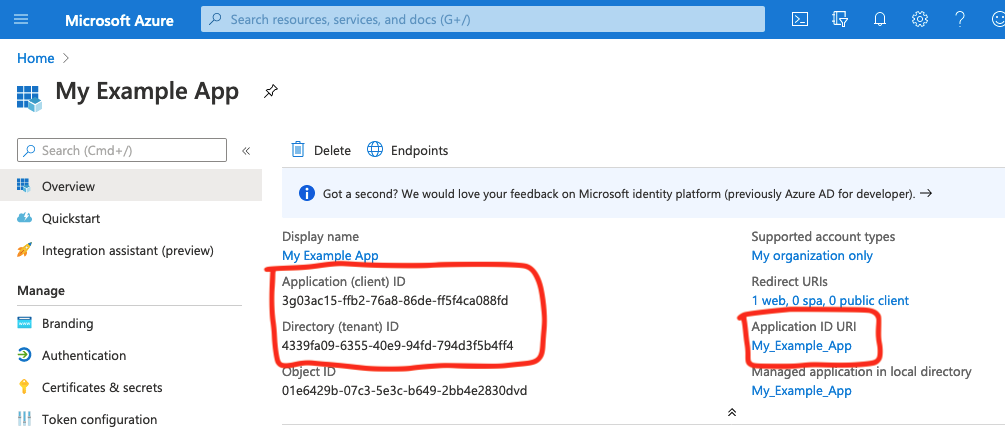 Microsoft Azure
Search resources, services, and docs (G+/)
Home
My Example App
Search (Cmd+/)
Overview
Quickstart
Integration assistant (preview)
Manage
Branding
Authentication
Certificates & secrets
Token configuration
Delete
Endpoints
Got a second? We would love your feedback on Microsoft identity platform (previously Azure AD for developer). →
Display name
My Example App
Application (client) ID
3g03ac15-ffb2-76a8-86de-ff5f4ca088fd
Directory (tenant) ID
4339fa09-6355-40e9-94fd-794d3f5b4ff4
Object ID
01e6429b-07c3-5e3c-b649-2bb4e2830dvd
Supported account types
My organization only
Redirect URIs
1 web, 0 spa, 0 public client
Application ID URI
My_Example_App
Managed application in local directory
My_Example_App